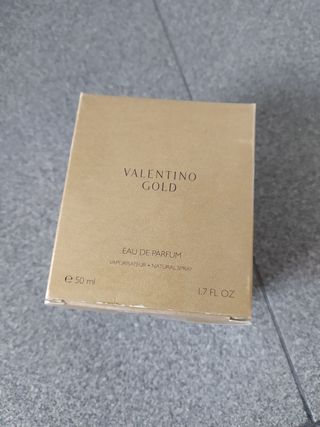 VALENTINO
GOLD
EAU DE PARFUM
VAPORISATEUR • NATURAL SPRAY
℮ 50 ml
1.7 FL. OZ